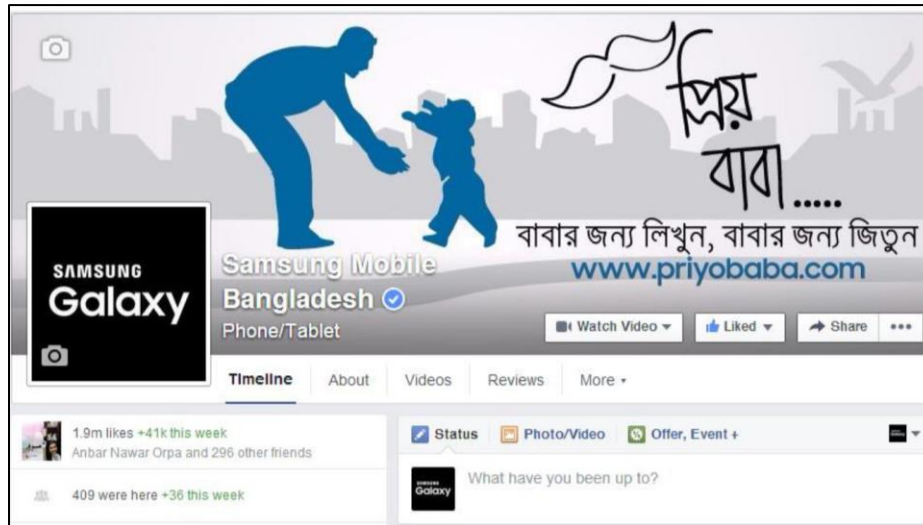 প্রিয়
বাবা.....
বাবার জন্য লিখুন, বাবার জন্য জিতুন
www.priyobaba.com
SAMSUNG
Galaxy
Samsung Mobile
Bangladesh
Phone/Tablet
Watch Video
Liked
Share
Timeline
About
Videos
Reviews
More
1.9m likes +41k this week
Anbar Nawar Orpa and 296 other friends
409 were here +36 this week
Status
Photo/Video
Offer, Event +
SAMSUNG
Galaxy
What have you been up to?